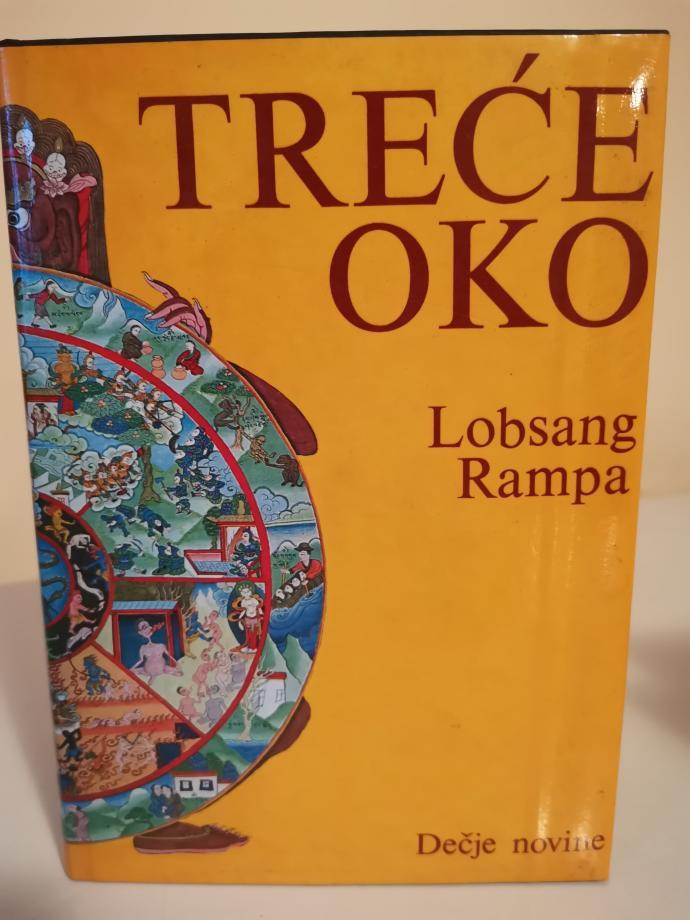 TREĆE
OKO
Lobsang
Rampa
Dečje novine